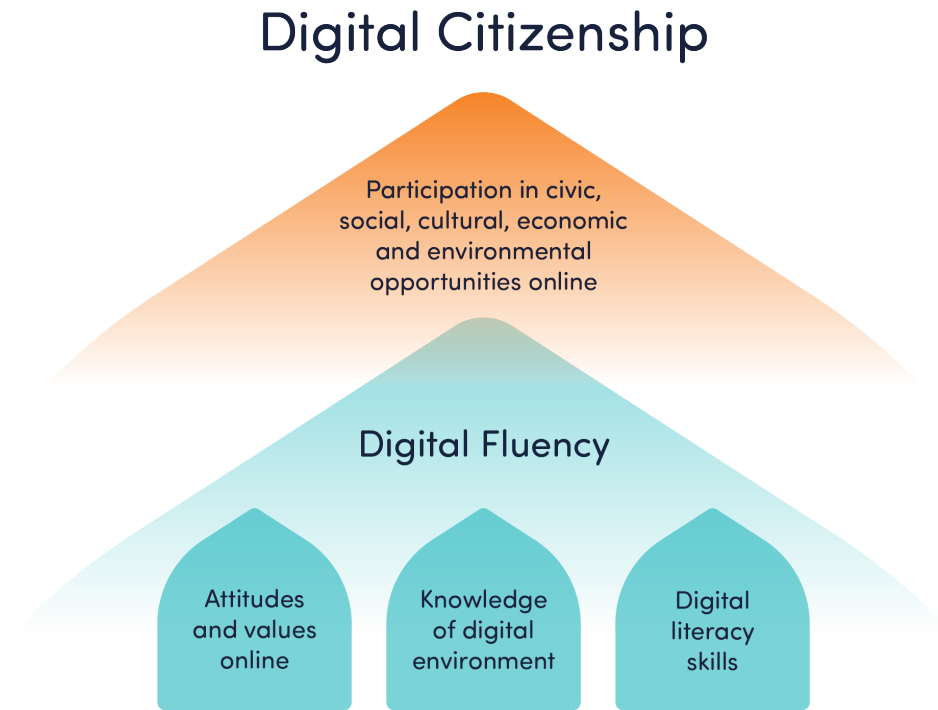 Digital Citizenship
Participation in civic,
social, cultural, economic
and environmental
opportunities online
Digital Fluency
Attitudes
and values
online
Knowledge
of digital
environment
Digital
literacy
skills